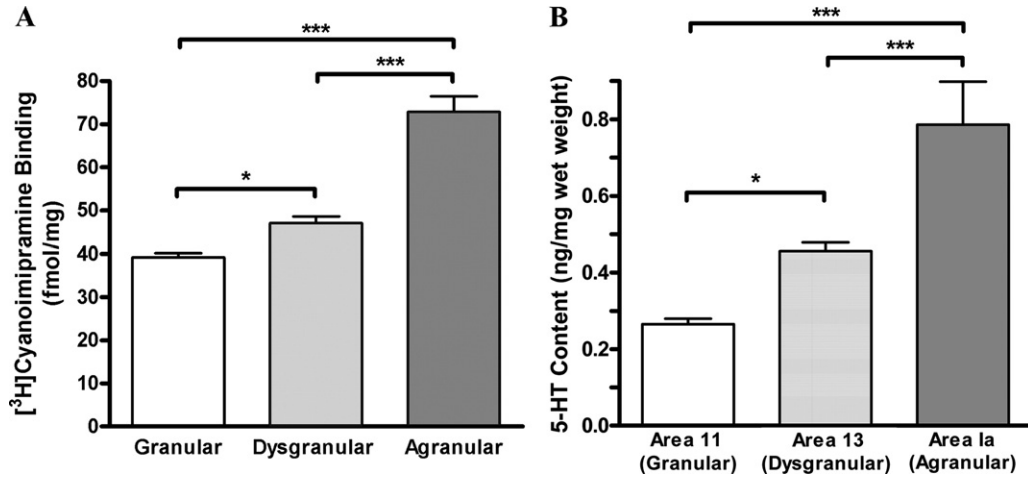 A
[³H]Cyanoimipramine Binding
(fmol/mg)
80
70
60
50
40
30
20
10
0
***
***
*
Granular
Dysgranular
Agranular
B
5-HT Content (ng/mg wet weight)
0.8
0.6
0.4
0.2
0.0
***
***
*
Area 11
(Granular)
Area 13
(Dysgranular)
Area Ia
(Agranular)